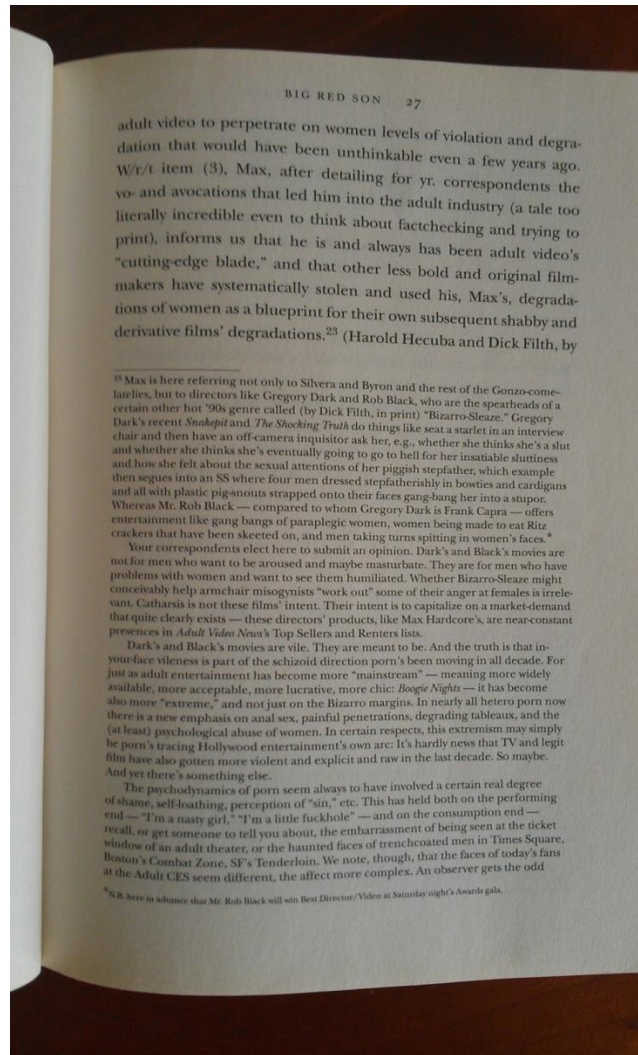 BIG RED SON 27
adult video to perpetrate on women levels of violation and degra-
dation that would have been unthinkable even a few years ago.
W/r/t item (3), Max, after detailing for yr. correspondents the
vo- and avocations that led him into the adult industry (a tale too
literally incredible even to think about factchecking and trying to
print), informs us that he is and always has been adult video's
"cutting-edge blade," and that other less bold and original film-
makers have systematically stolen and used his, Max's, degrada-
tions of women as a blueprint for their own subsequent shabby and
derivative films' degradations.²³ (Harold Hecuba and Dick Filth, by
²³ Max is here referring not only to Silvera and Byron and the rest of the Gonzo-come-
latelies, but to directors like Gregory Dark and Rob Black, who are the spearheads of a
certain other hot '90s genre called (by Dick Filth, in print) "Bizarro-Sleaze." Gregory
Dark's recent Snakepit and The Shocking Truth do things like seat a starlet in an interview
chair and then have an off-camera inquisitor ask her, e.g., whether she thinks she's a slut
and whether she thinks she's eventually going to go to hell for her insatiable sluttiness
and how she felt about the sexual attentions of her piggish stepfather, which example
then segues into an SS where four men dressed stepfatherishly in bowties and cardigans
and all with plastic pig-snouts strapped onto their faces gang-bang her into a stupor.
Whereas Mr. Rob Black — compared to whom Gregory Dark is Frank Capra — offers
entertainment like gang bangs of paraplegic women, women being made to eat Ritz
crackers that have been skeeted on, and men taking turns spitting in women's faces.*
Your correspondents elect here to submit an opinion. Dark's and Black's movies are
not for men who want to be aroused and maybe masturbate. They are for men who have
problems with women and want to see them humiliated. Whether Bizarro-Sleaze might
conceivably help armchair misogynists "work out" some of their anger at females is irrele-
vant. Catharsis is not these films' intent. Their intent is to capitalize on a market-demand
that quite clearly exists — these directors' products, like Max Hardcore's, are near-constant
presences in Adult Video News's Top Sellers and Renters lists.
Dark's and Black's movies are vile. They are meant to be. And the truth is that in-
your-face vileness is part of the schizoid direction porn's been moving in all decade. For
just as adult entertainment has become more "mainstream" — meaning more widely
available, more acceptable, more lucrative, more chic: Boogie Nights — it has become
also more "extreme," and not just on the Bizarro margins. In nearly all hetero porn now
there is a new emphasis on anal sex, painful penetrations, degrading tableaux, and the
(at least) psychological abuse of women. In certain respects, this extremism may simply
be porn's tracing Hollywood entertainment's own arc: It's hardly news that TV and legit
film have also gotten more violent and explicit and raw in the last decade. So maybe.
And yet there's something else.
The psychodynamics of porn seem always to have involved a certain real degree
of shame, self-loathing, perception of "sin," etc. This has held both on the performing
end — "I'm a nasty girl," "I'm a little fuckhole" — and on the consumption end —
recall, or get someone to tell you about, the embarrassment of being seen at the ticket
window of an adult theater, or the haunted faces of trenchcoated men in Times Square,
Boston's Combat Zone, SF's Tenderloin. We note, though, that the faces of today's fans
at the Adult CES seem different, the affect more complex. An observer gets the odd
*N.B. here in advance that Mr. Rob Black will win Best Director/Video at Saturday night's Awards gala.